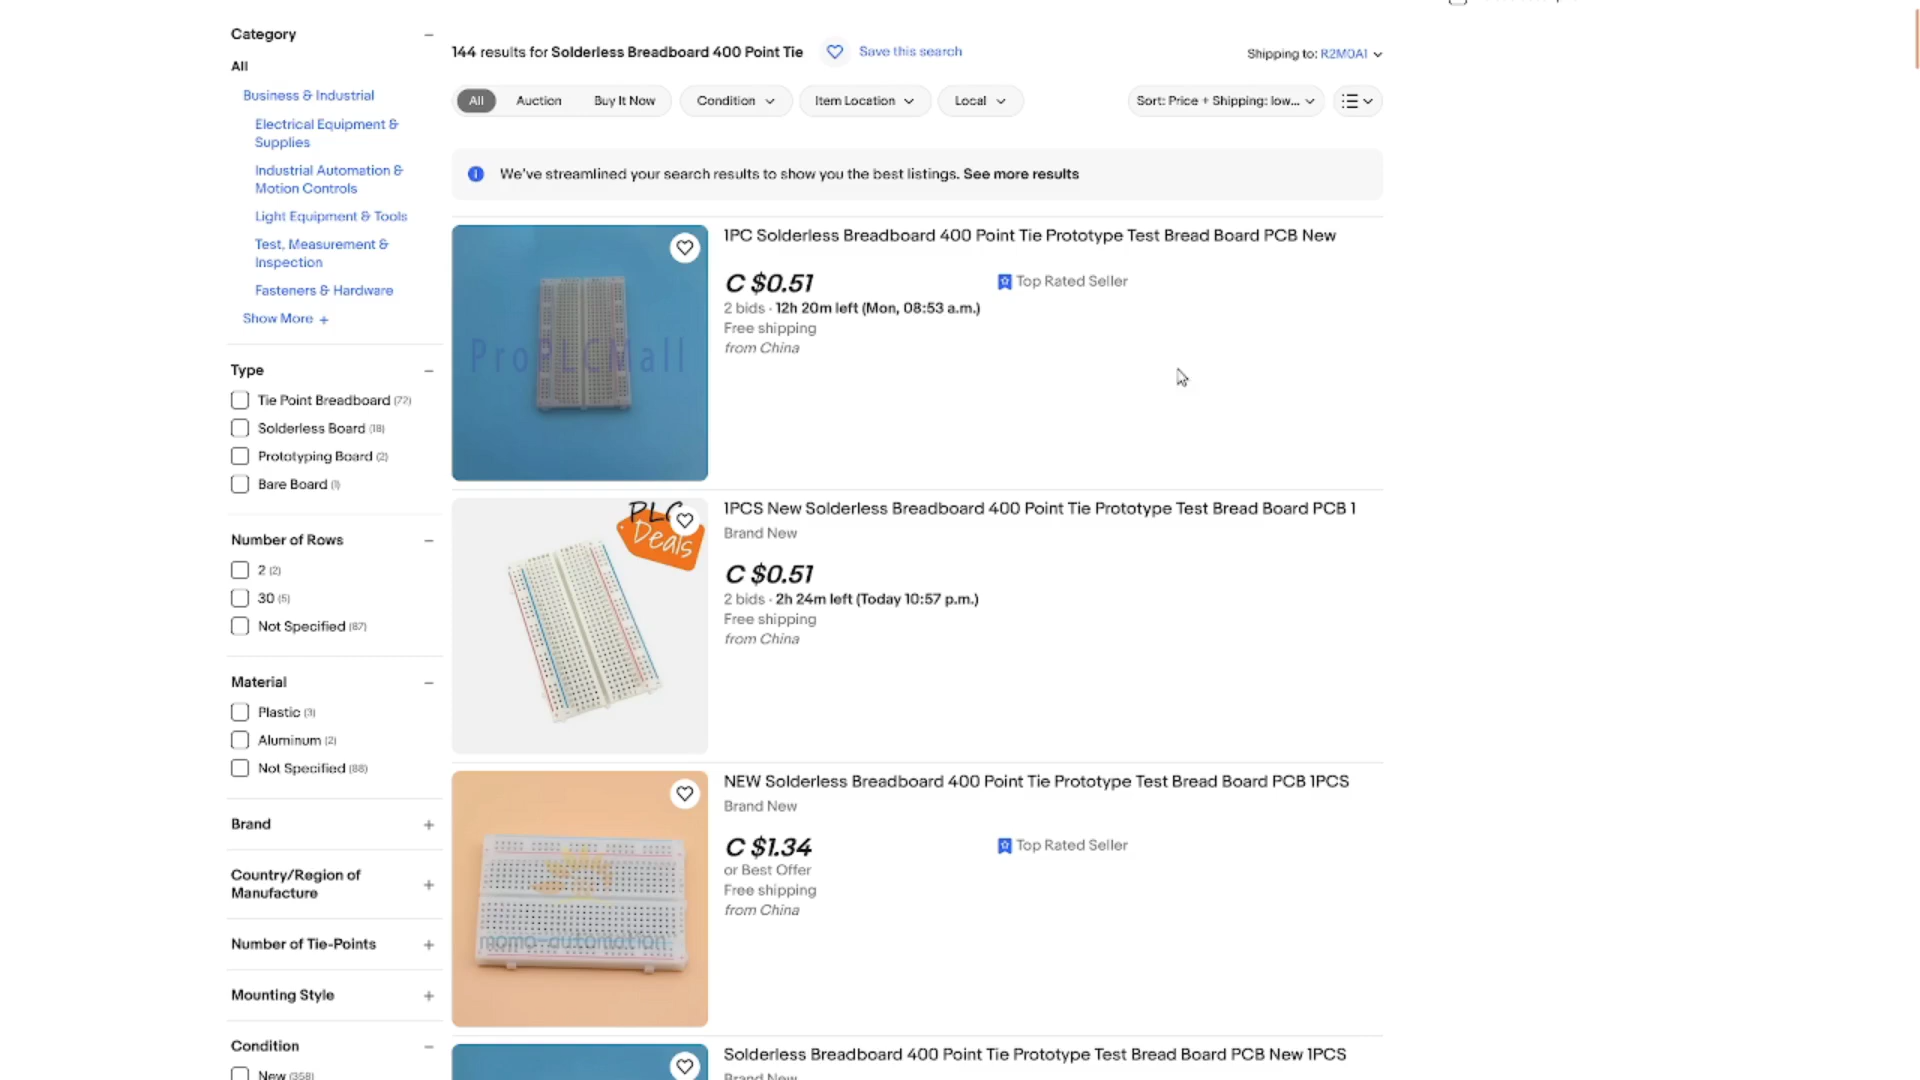 Category
All
Business & Industrial
Electrical Equipment &
Supplies
Industrial Automation &
Motion Controls
Light Equipment & Tools
Test, Measurement &
Inspection
Fasteners & Hardware
Show More +
Type
Tie Point Breadboard (72)
Solderless Board (18)
Prototyping Board (2)
Bare Board (1)
Number of Rows
2 (2)
30 (5)
Not Specified (87)
Material
Plastic (3)
Aluminum (2)
Not Specified (88)
Brand
Country/Region of
Manufacture
Number of Tie-Points
Mounting Style
Condition
New (358)
144 results for Solderless Breadboard 400 Point Tie
Save this search
Shipping to: R2M0A1
All
Auction
Buy It Now
Condition
Item Location
Local
Sort: Price + Shipping: low...
We've streamlined your search results to show you the best listings. See more results
ProPLCMall
1PC Solderless Breadboard 400 Point Tie Prototype Test Bread Board PCB New
C $0.51
Top Rated Seller
2 bids · 12h 20m left (Mon, 08:53 a.m.)
Free shipping
from China
PLC
Deals
1PCS New Solderless Breadboard 400 Point Tie Prototype Test Bread Board PCB 1
Brand New
C $0.51
2 bids · 2h 24m left (Today 10:57 p.m.)
Free shipping
from China
momo-automation
NEW Solderless Breadboard 400 Point Tie Prototype Test Bread Board PCB 1PCS
Brand New
C $1.34
Top Rated Seller
or Best Offer
Free shipping
from China
Solderless Breadboard 400 Point Tie Prototype Test Bread Board PCB New 1PCS
Brand New